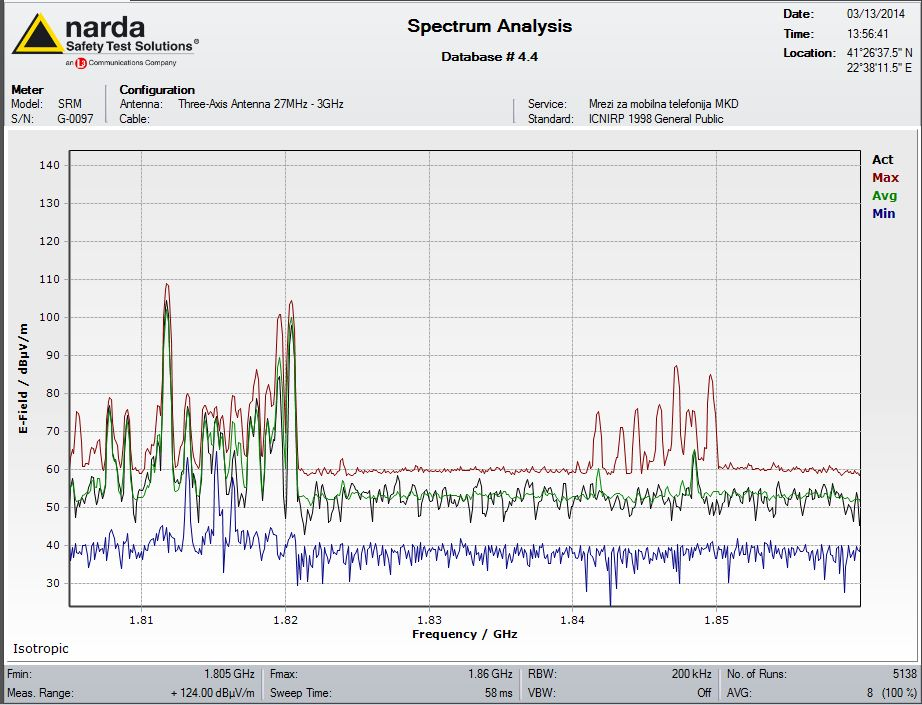 narda
Safety Test Solutions®
an L3 Communications Company
Spectrum Analysis
Database # 4.4
Date: 03/13/2014
Time: 13:56:41
Location: 41°26'37.5" N
22°38'11.5" E
Meter
Model: SRM
S/N: G-0097
Configuration
Antenna: Three-Axis Antenna 27MHz - 3GHz
Cable:
Service: Mrezi za mobilna telefonija MKD
Standard: ICNIRP 1998 General Public
140
130
120
110
100
90
80
70
60
50
40
30
E-Field / dBµV/m
Act
Max
Avg
Min
1.81 1.82 1.83 1.84 1.85
Frequency / GHz
Isotropic
Fmin: 1.805 GHz Fmax: 1.86 GHz RBW: 200 kHz No. of Runs: 5138
Meas. Range: + 124.00 dBµV/m Sweep Time: 58 ms VBW: Off AVG: 8 (100 %)